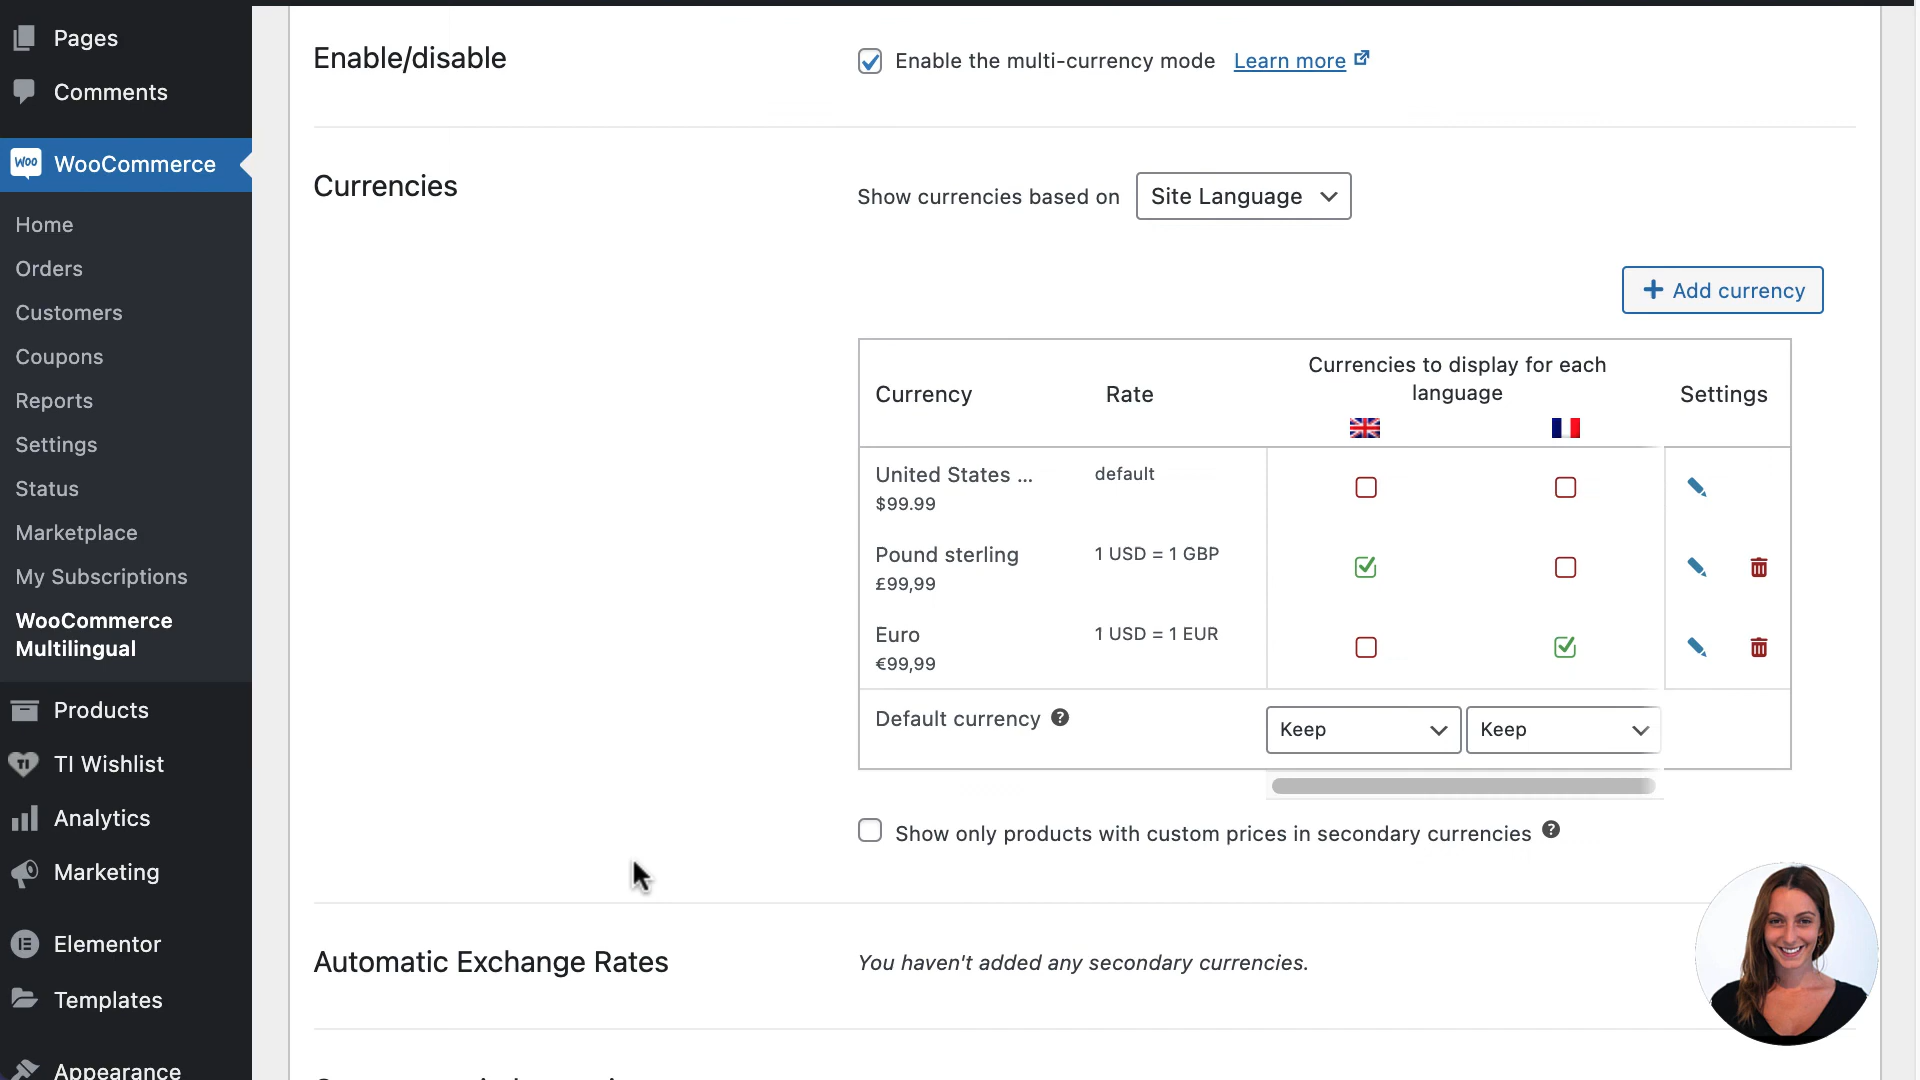 Pages
Comments
Woo WooCommerce
Home
Orders
Customers
Coupons
Reports
Settings
Status
Marketplace
My Subscriptions
WooCommerce
Multilingual
Products
TI TI Wishlist
Analytics
Marketing
Elementor
Templates
Appearance
Enable/disable
Enable the multi-currency mode Learn more
Currencies
Show currencies based on Site Language
+ Add currency
Currency Rate Currencies to display for each
language Settings
United States ... default
$99.99
Pound sterling 1 USD = 1 GBP
£99,99
Euro 1 USD = 1 EUR
€99,99
Default currency ? Keep Keep
Show only products with custom prices in secondary currencies ?
Automatic Exchange Rates You haven't added any secondary currencies.